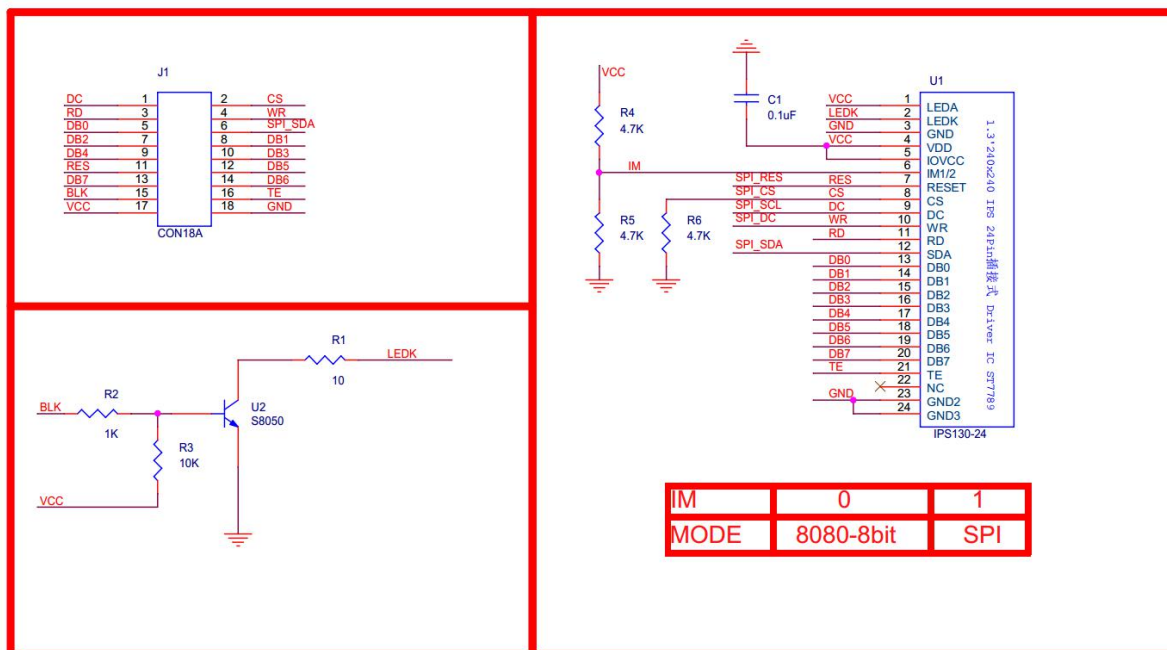 J1
DC 1 2 CS
RD 3 4 WR
DB0 5 6 SPI_SDA
DB2 7 8 DB1
DB4 9 10 DB3
RES 11 12 DB5
DB7 13 14 DB6
BLK 15 16 TE
VCC 17 18 GND
CON18A
R1
10
LEDK
R2
1K
BLK
U2
S8050
R3
10K
VCC
VCC
R4
4.7K
C1
0.1uF
IM
R5
4.7K
R6
4.7K
U1
VCC 1 LEDA
LEDK 2 LEDK
GND 3 GND
VCC 4 VDD
5 IOVCC
6 IM1/2
SPI_RES RES 7 RESET
SPI_CS CS 8 CS
SPI_SCL DC 9 DC
SPI_DC WR 10 WR
RD 11 RD
SPI_SDA 12 SDA
DB0 13 DB0
DB1 14 DB1
DB2 15 DB2
DB3 16 DB3
DB4 17 DB4
DB5 18 DB5
DB6 19 DB6
DB7 20 DB7
TE 21 TE
22 NC
GND 23 GND2
24 GND3
1.3'240x240 IPS 24Pin插接式 Driver IC ST7789
IPS130-24
IM 0 1
MODE 8080-8bit SPI